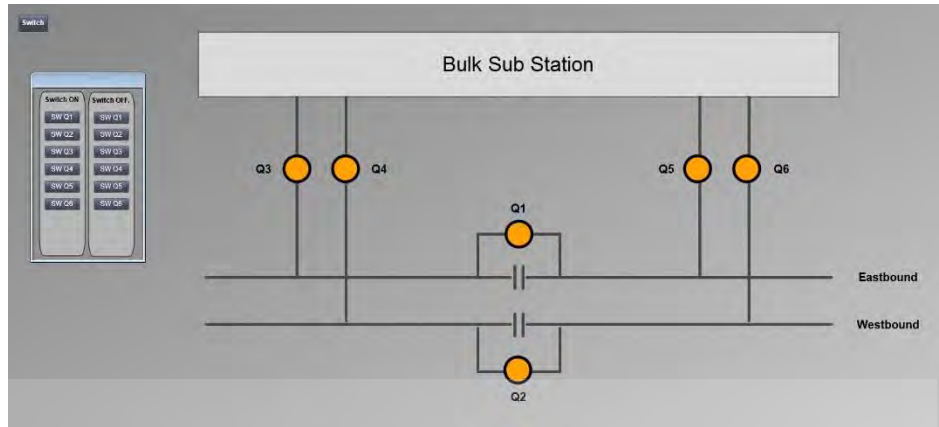 Switch
Bulk Sub Station
Switch ON
Switch OFF.
SW Q1
SW Q1
SW Q2
SW Q2
SW Q3
SW Q3
SW Q4
SW Q4
SW Q5
SW Q5
SW Q6
SW Q6
Q3
Q4
Q5
Q6
Q1
Eastbound
Westbound
Q2